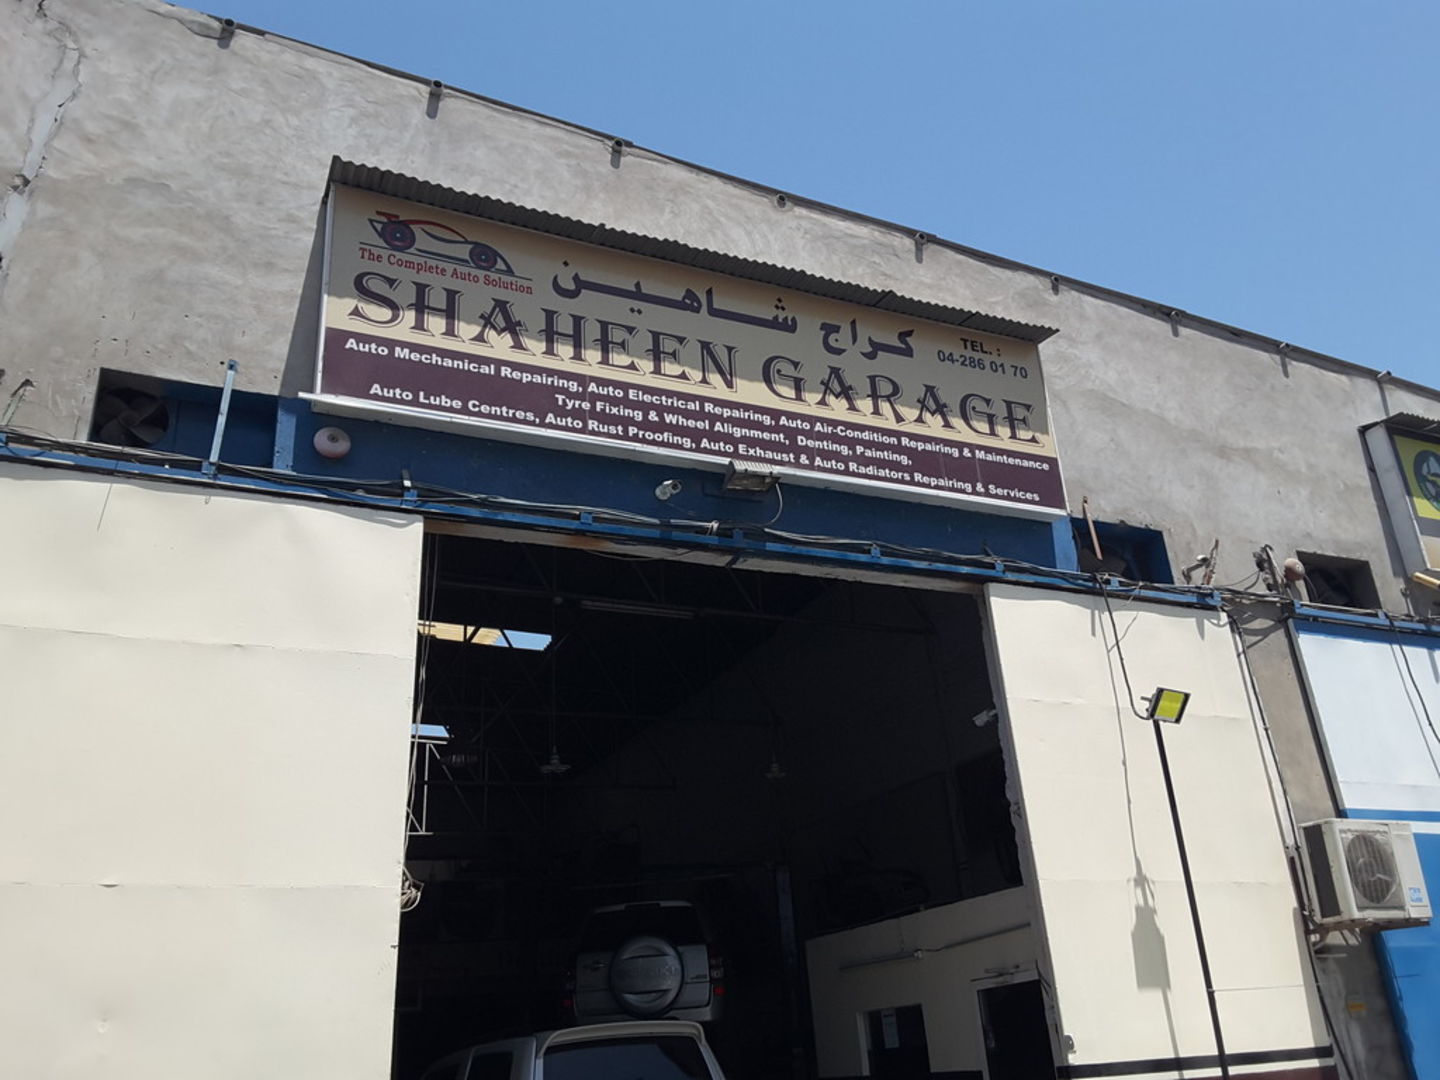 The Complete Auto Solution
كراج شاهين
TEL. :
04-286 01 70
SHAHEEN GARAGE
Auto Mechanical Repairing, Auto Electrical Repairing, Auto Air-Condition Repairing & Maintenance
Tyre Fixing & Wheel Alignment, Denting, Painting,
Auto Lube Centres, Auto Rust Proofing, Auto Exhaust & Auto Radiators Repairing & Services